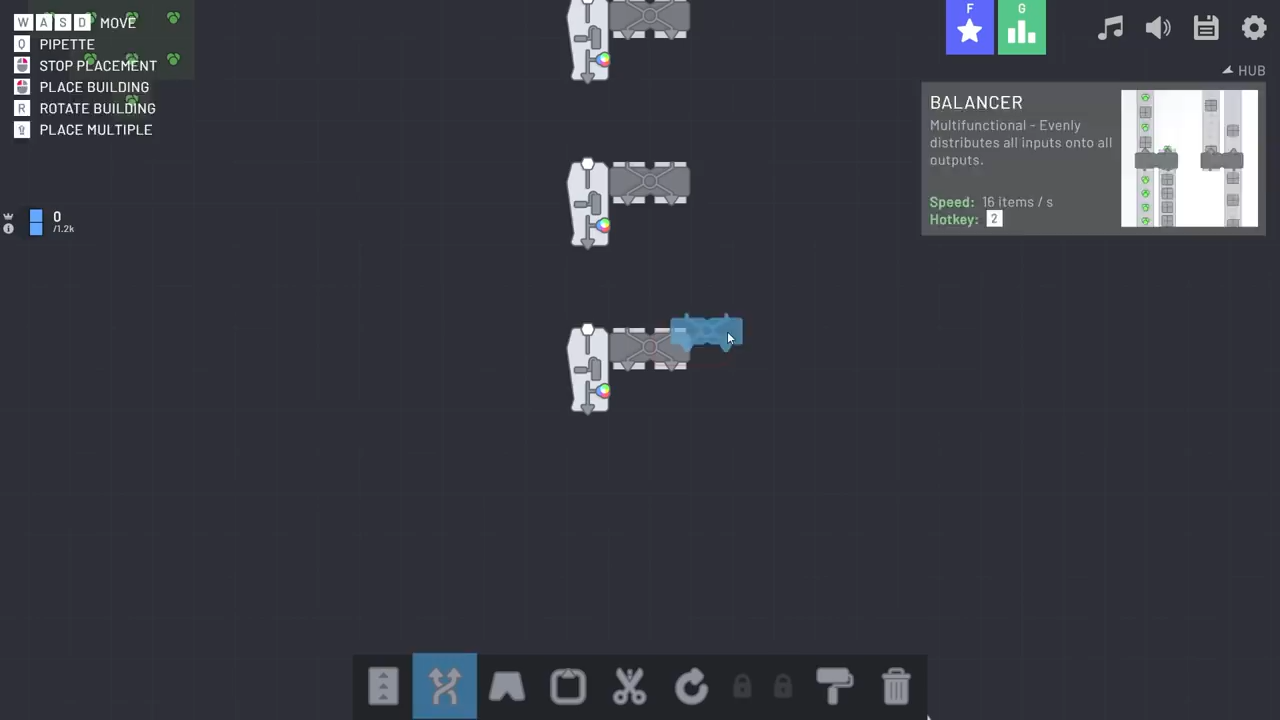 W A S D MOVE
Q PIPETTE
STOP PLACEMENT
PLACE BUILDING
R ROTATE BUILDING
⇧ PLACE MULTIPLE
0
/1.2k
F
G
HUB
BALANCER
Multifunctional - Evenly
distributes all inputs onto all
outputs.
Speed: 16 items / s
Hotkey: 2